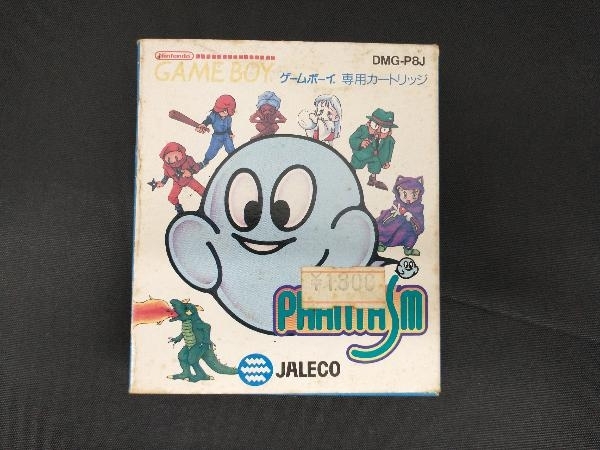 Nintendo
GAME BOY
DMG-P8J
ゲームボーイ 専用カートリッジ
¥1,800
PHANTASM
JALECO